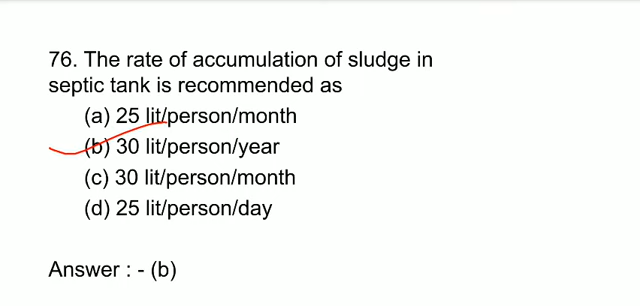 76. The rate of accumulation of sludge in
septic tank is recommended as
(a) 25 lit/person/month
(b) 30 lit/person/year
(c) 30 lit/person/month
(d) 25 lit/person/day
Answer : - (b)